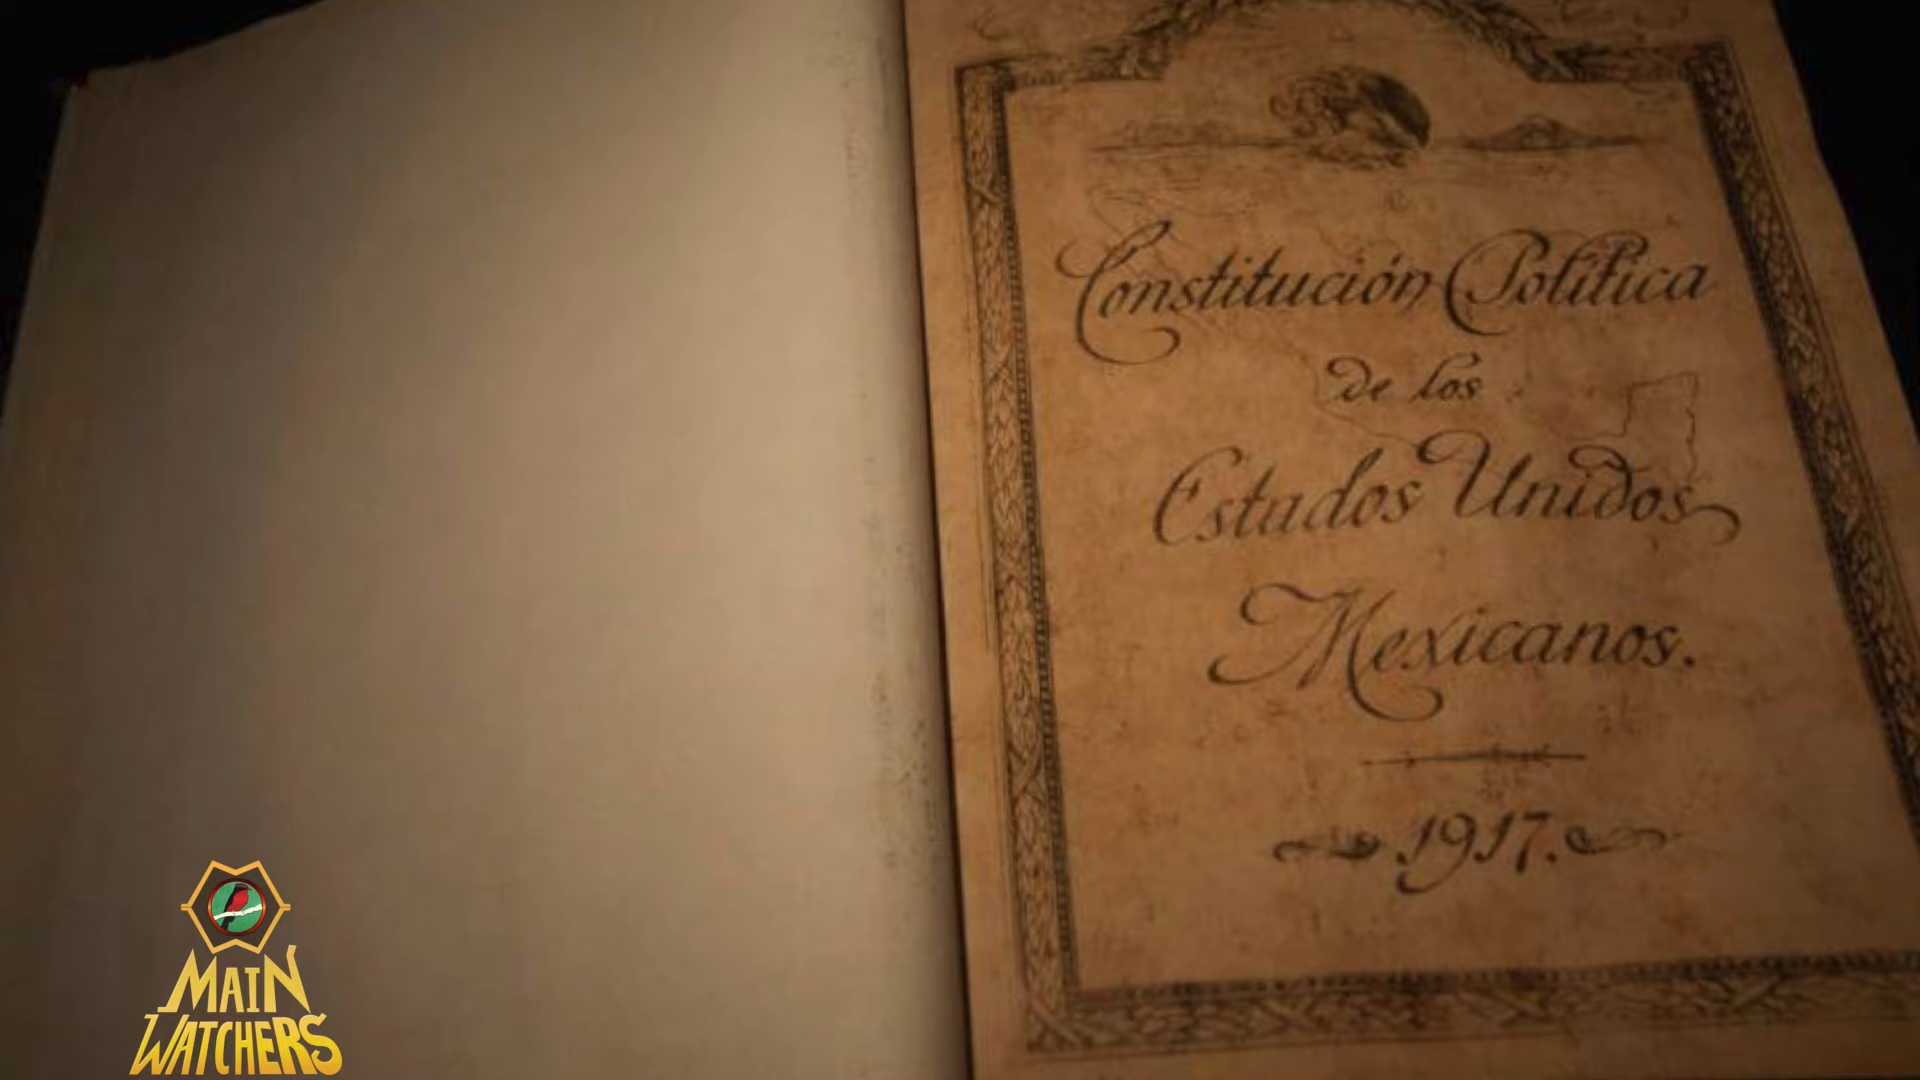 Constitución Política
de los
Estados Unidos
Mexicanos.
1917.
MAIN
WATCHERS